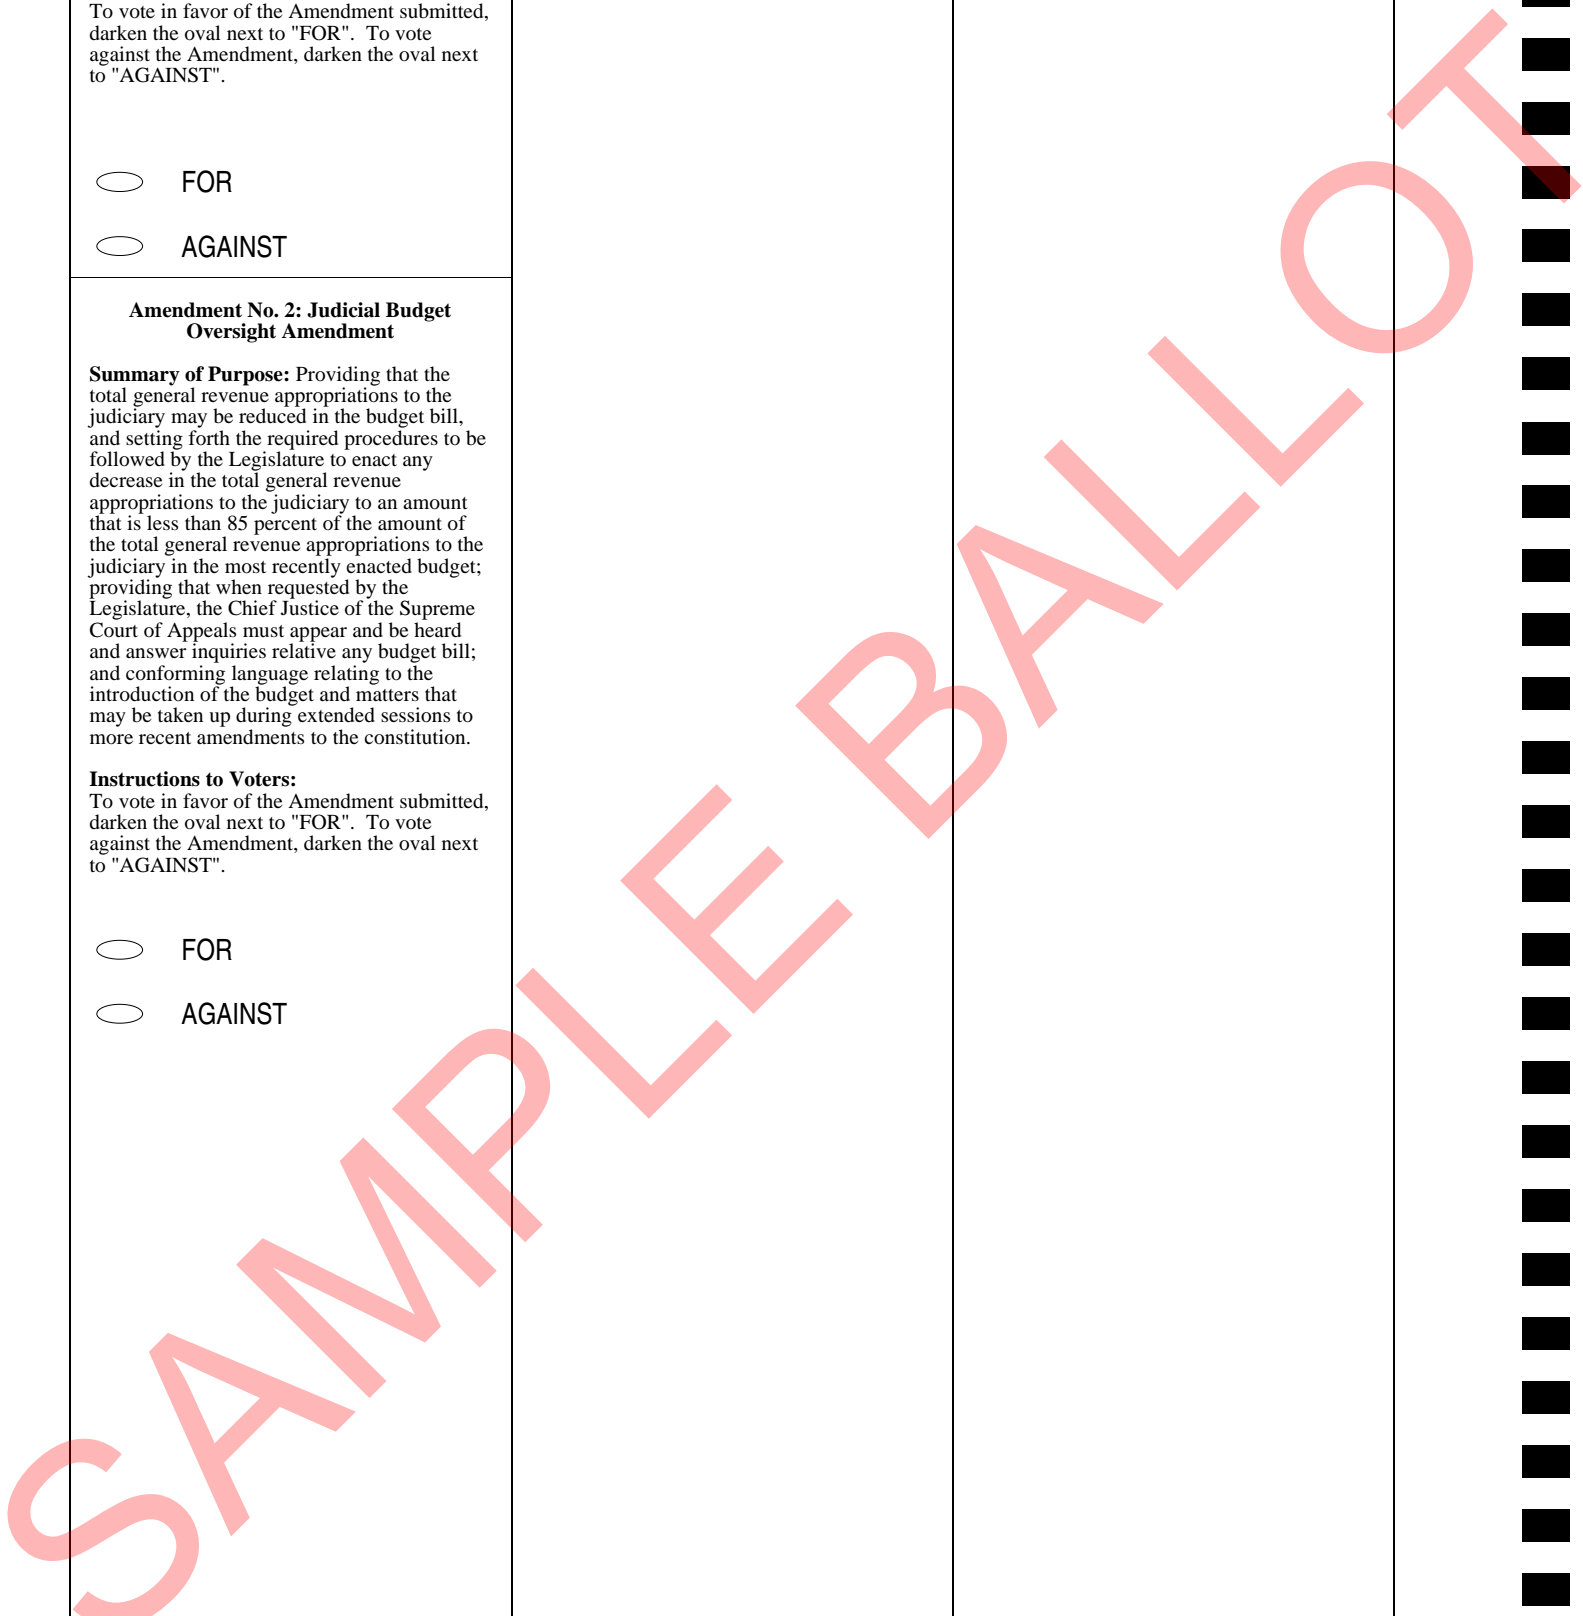 To vote in favor of the Amendment submitted,
darken the oval next to "FOR".  To vote
against the Amendment, darken the oval next
to "AGAINST".
FOR
AGAINST
Amendment No. 2: Judicial Budget
Oversight Amendment
Summary of Purpose: Providing that the
total general revenue appropriations to the
judiciary may be reduced in the budget bill,
and setting forth the required procedures to be
followed by the Legislature to enact any
decrease in the total general revenue
appropriations to the judiciary to an amount
that is less than 85 percent of the amount of
the total general revenue appropriations to the
judiciary in the most recently enacted budget;
providing that when requested by the
Legislature, the Chief Justice of the Supreme
Court of Appeals must appear and be heard
and answer inquiries relative any budget bill;
and conforming language relating to the
introduction of the budget and matters that
may be taken up during extended sessions to
more recent amendments to the constitution.
Instructions to Voters:
To vote in favor of the Amendment submitted,
darken the oval next to "FOR".  To vote
against the Amendment, darken the oval next
to "AGAINST".
FOR
AGAINST
SAMPLE BALLOT